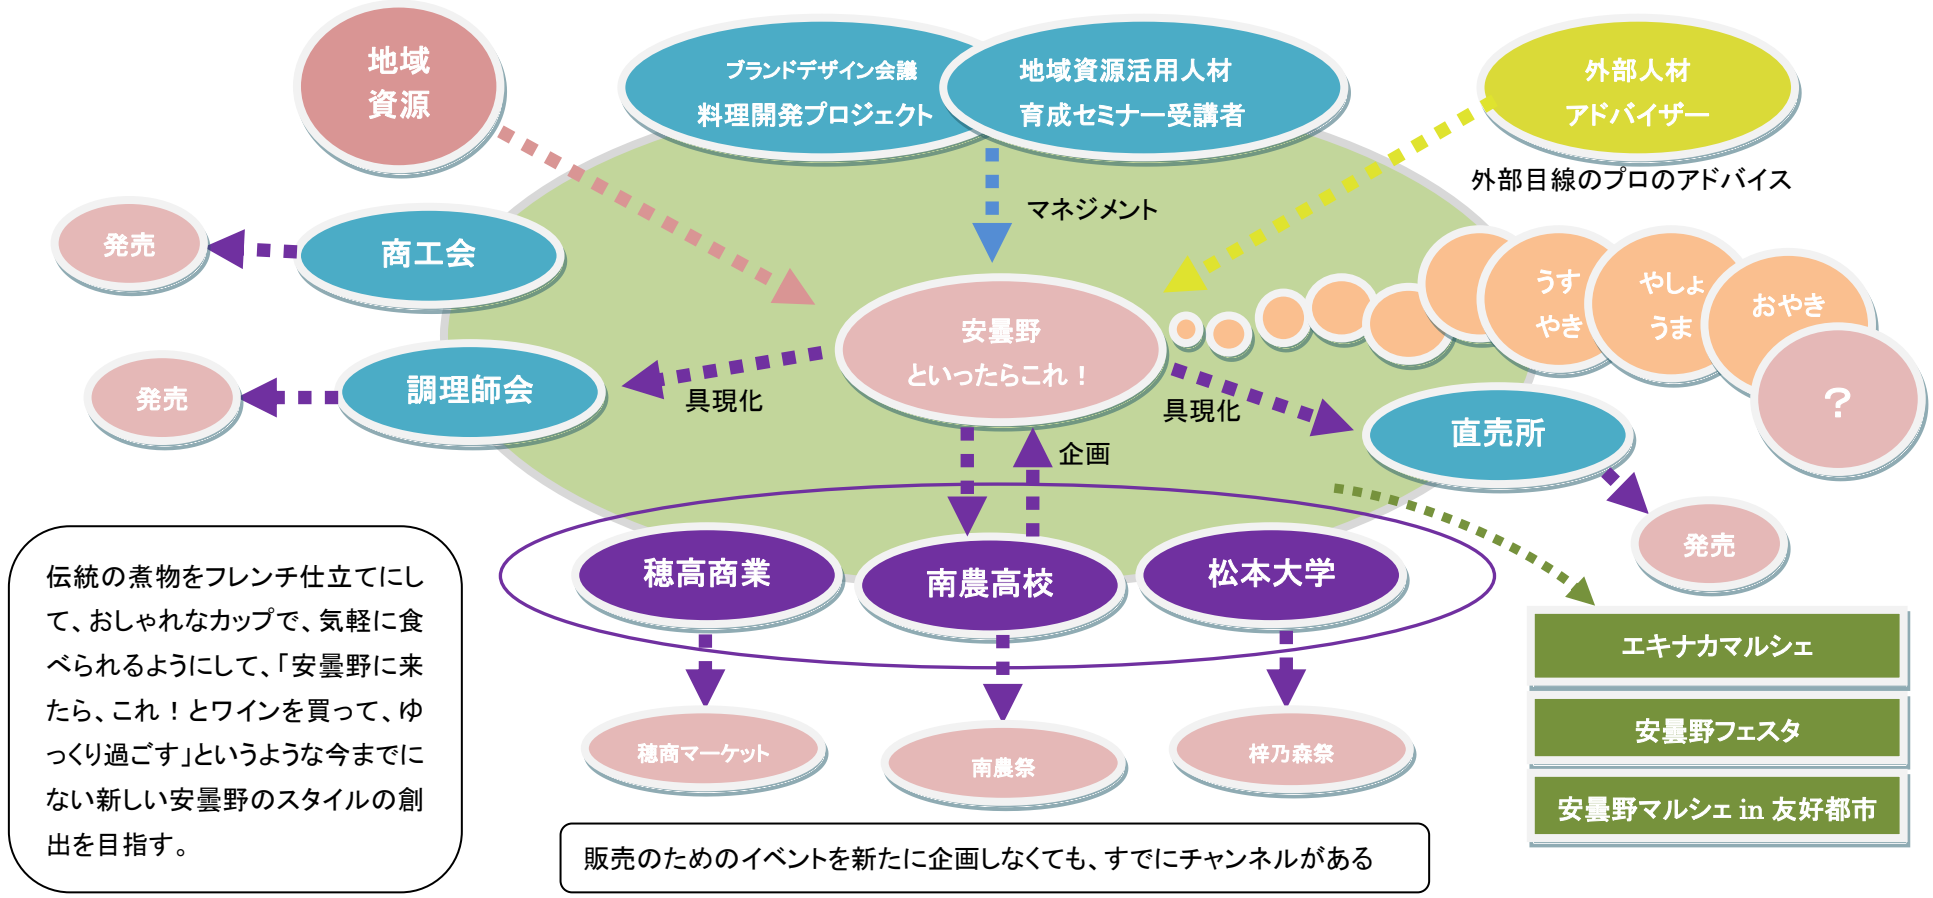 地域
資源
ブランドデザイン会議
料理開発プロジェクト
地域資源活用人材
育成セミナー受講者
外部人材
アドバイザー
外部目線のプロのアドバイス
マネジメント
発売
商工会
うす
やき
やしょ
うま
おやき
?
安曇野
といったらこれ！
発売
調理師会
具現化
具現化
直売所
企画
発売
穂高商業
南農高校
松本大学
伝統の煮物をフレンチ仕立てにし
て、おしゃれなカップで、気軽に食
べられるようにして、「安曇野に来
たら、これ！とワインを買って、ゆ
っくり過ごす」というような今までに
ない新しい安曇野のスタイルの創
出を目指す。
穂商マーケット
南農祭
梓乃森祭
エキナカマルシェ
安曇野フェスタ
安曇野マルシェ in 友好都市
販売のためのイベントを新たに企画しなくても、すでにチャンネルがある